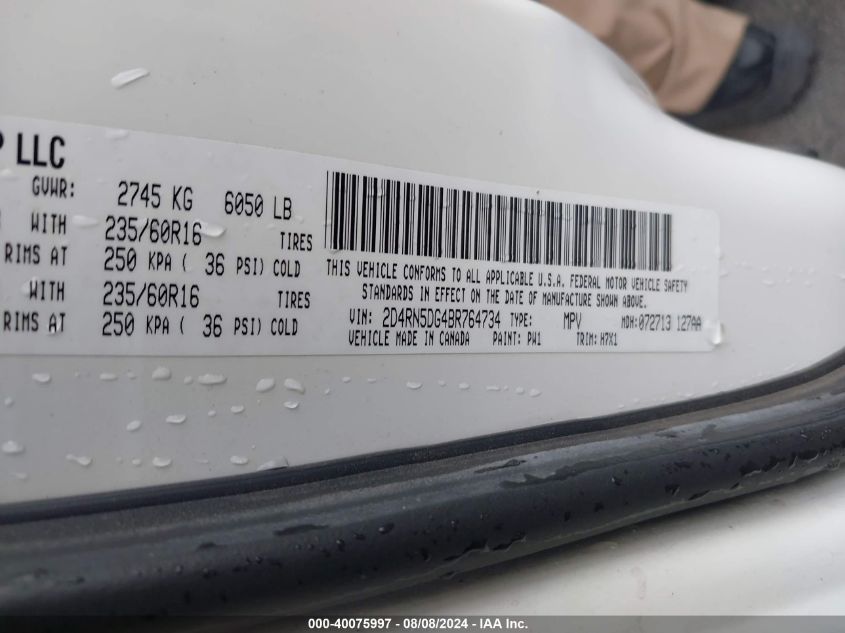 P LLC
GVWR: 2745 KG 6050 LB
WITH 235/60R16 TIRES
RIMS AT 250 KPA ( 36 PSI) COLD
WITH 235/60R16 TIRES
RIMS AT 250 KPA ( 36 PSI) COLD
THIS VEHICLE CONFORMS TO ALL APPLICABLE U.S.A. FEDERAL MOTOR VEHICLE SAFETY
STANDARDS IN EFFECT ON THE DATE OF MANUFACTURE SHOWN ABOVE.
VIN: 2D4RN5DG4BR764734 TYPE: MPV MDH:072713 127AA
VEHICLE MADE IN CANADA PAINT: PW1 TRIM: H7X1
000-40075997 - 08/08/2024 - IAA Inc.